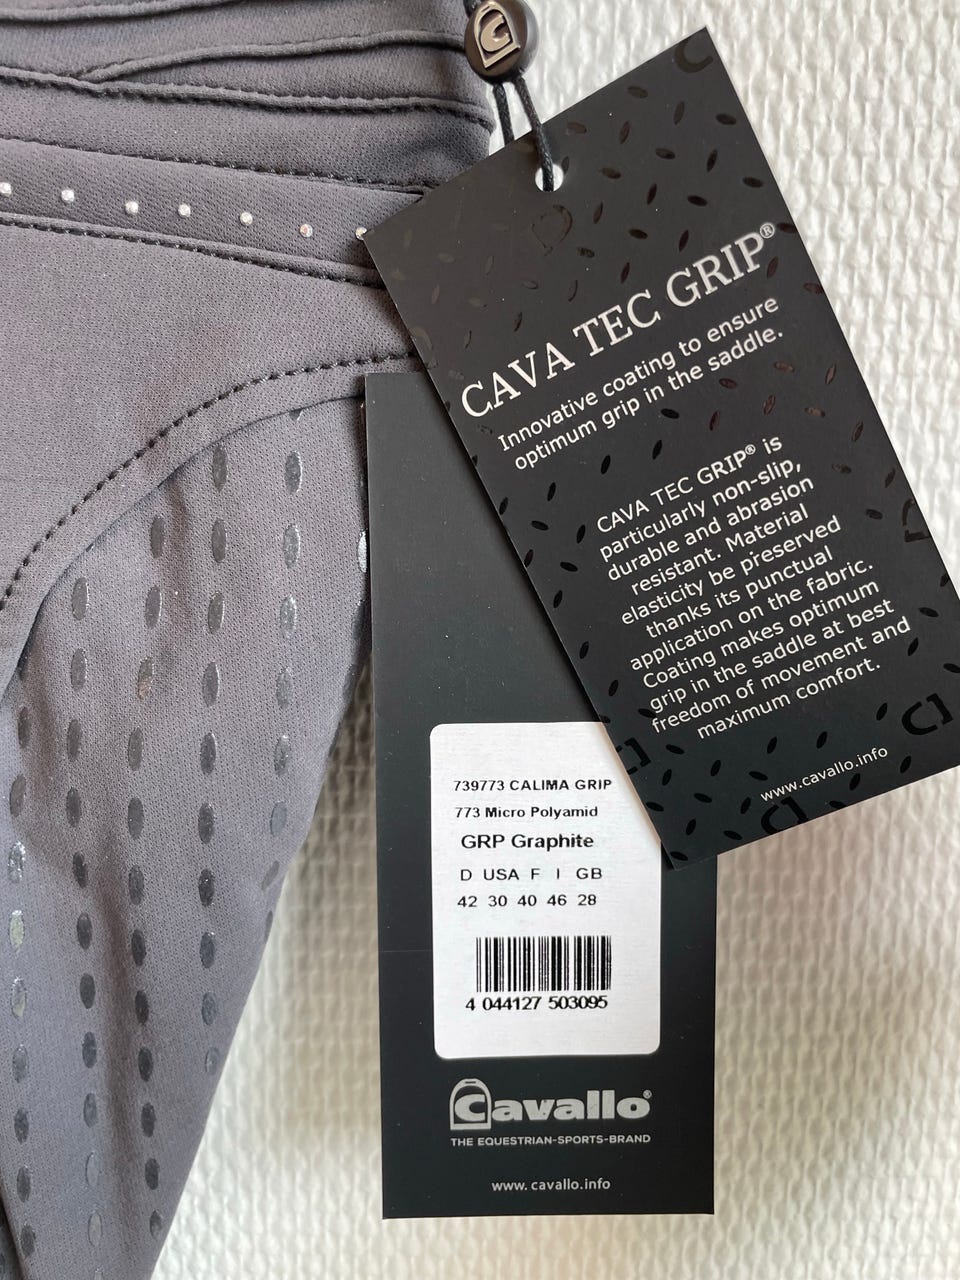 CAVA TEC GRIP®
Innovative coating to ensure
optimum grip in the saddle.
CAVA TEC GRIP® is
particularly non-slip,
durable and abrasion
resistant. Material
elasticity be preserved
thanks its punctual
application on the fabric.
Coating makes optimum
grip in the saddle at best
freedom of movement and
maximum comfort.
www.cavallo.info
739773 CALIMA GRIP
773 Micro Polyamid
GRP Graphite
D USA F I GB
42 30 40 46 28
4 044127 503095
Cavallo®
THE EQUESTRIAN-SPORTS-BRAND
www. cavallo.info